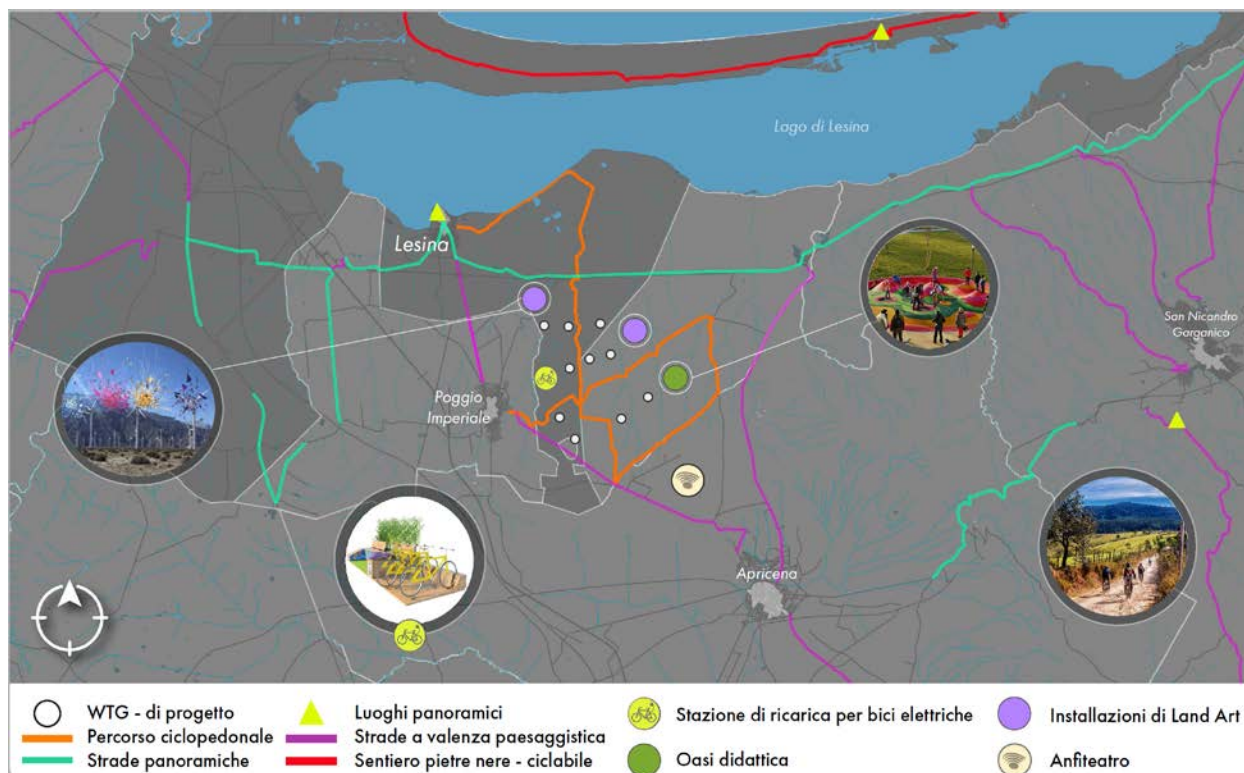 Lago di Lesina
Lesina
San Nicandro
Garganico
Poggio
Imperiale
Apricena
WTG - di progetto
Percorso ciclopedonale
Strade panoramiche
Luoghi panoramici
Strade a valenza paesaggistica
Sentiero pietre nere - ciclabile
Stazione di ricarica per bici elettriche
Oasi didattica
Installazioni di Land Art
Anfiteatro